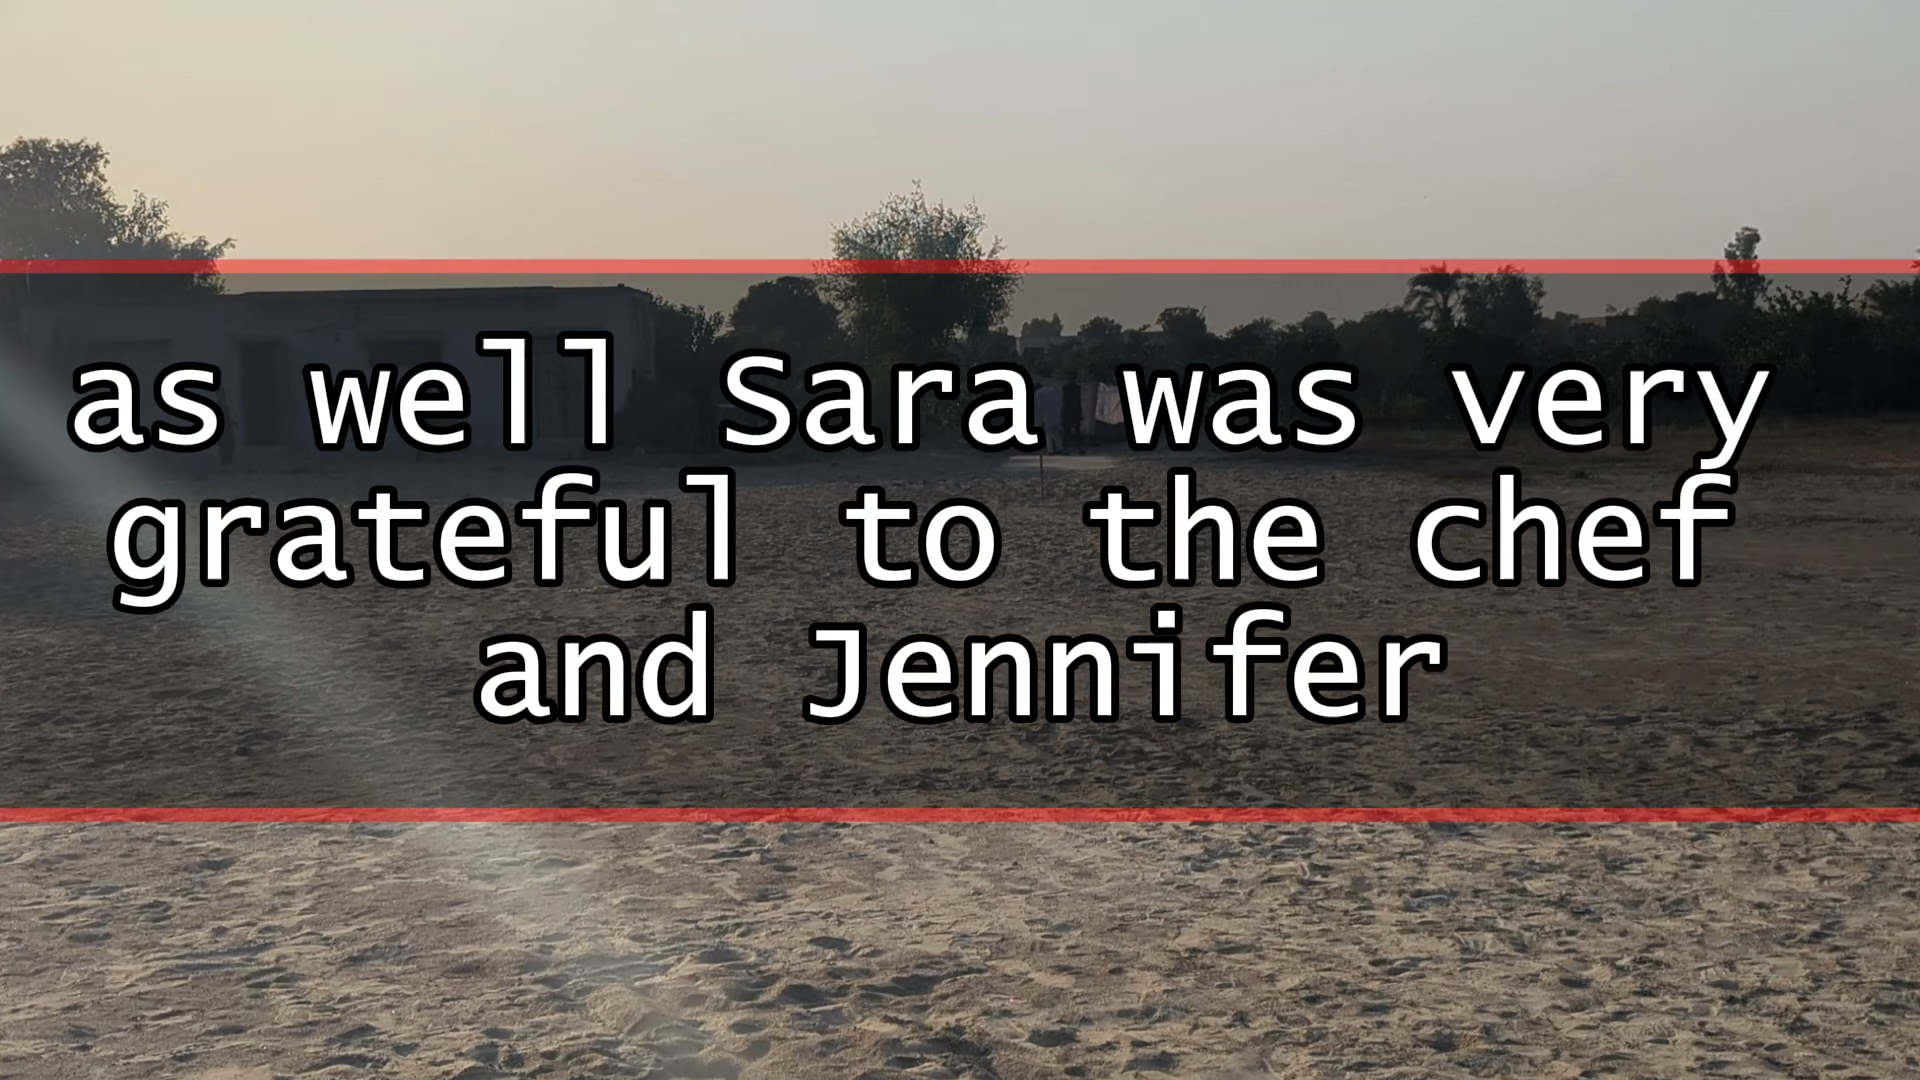 as well Sara was very
grateful to the chef
and Jennifer